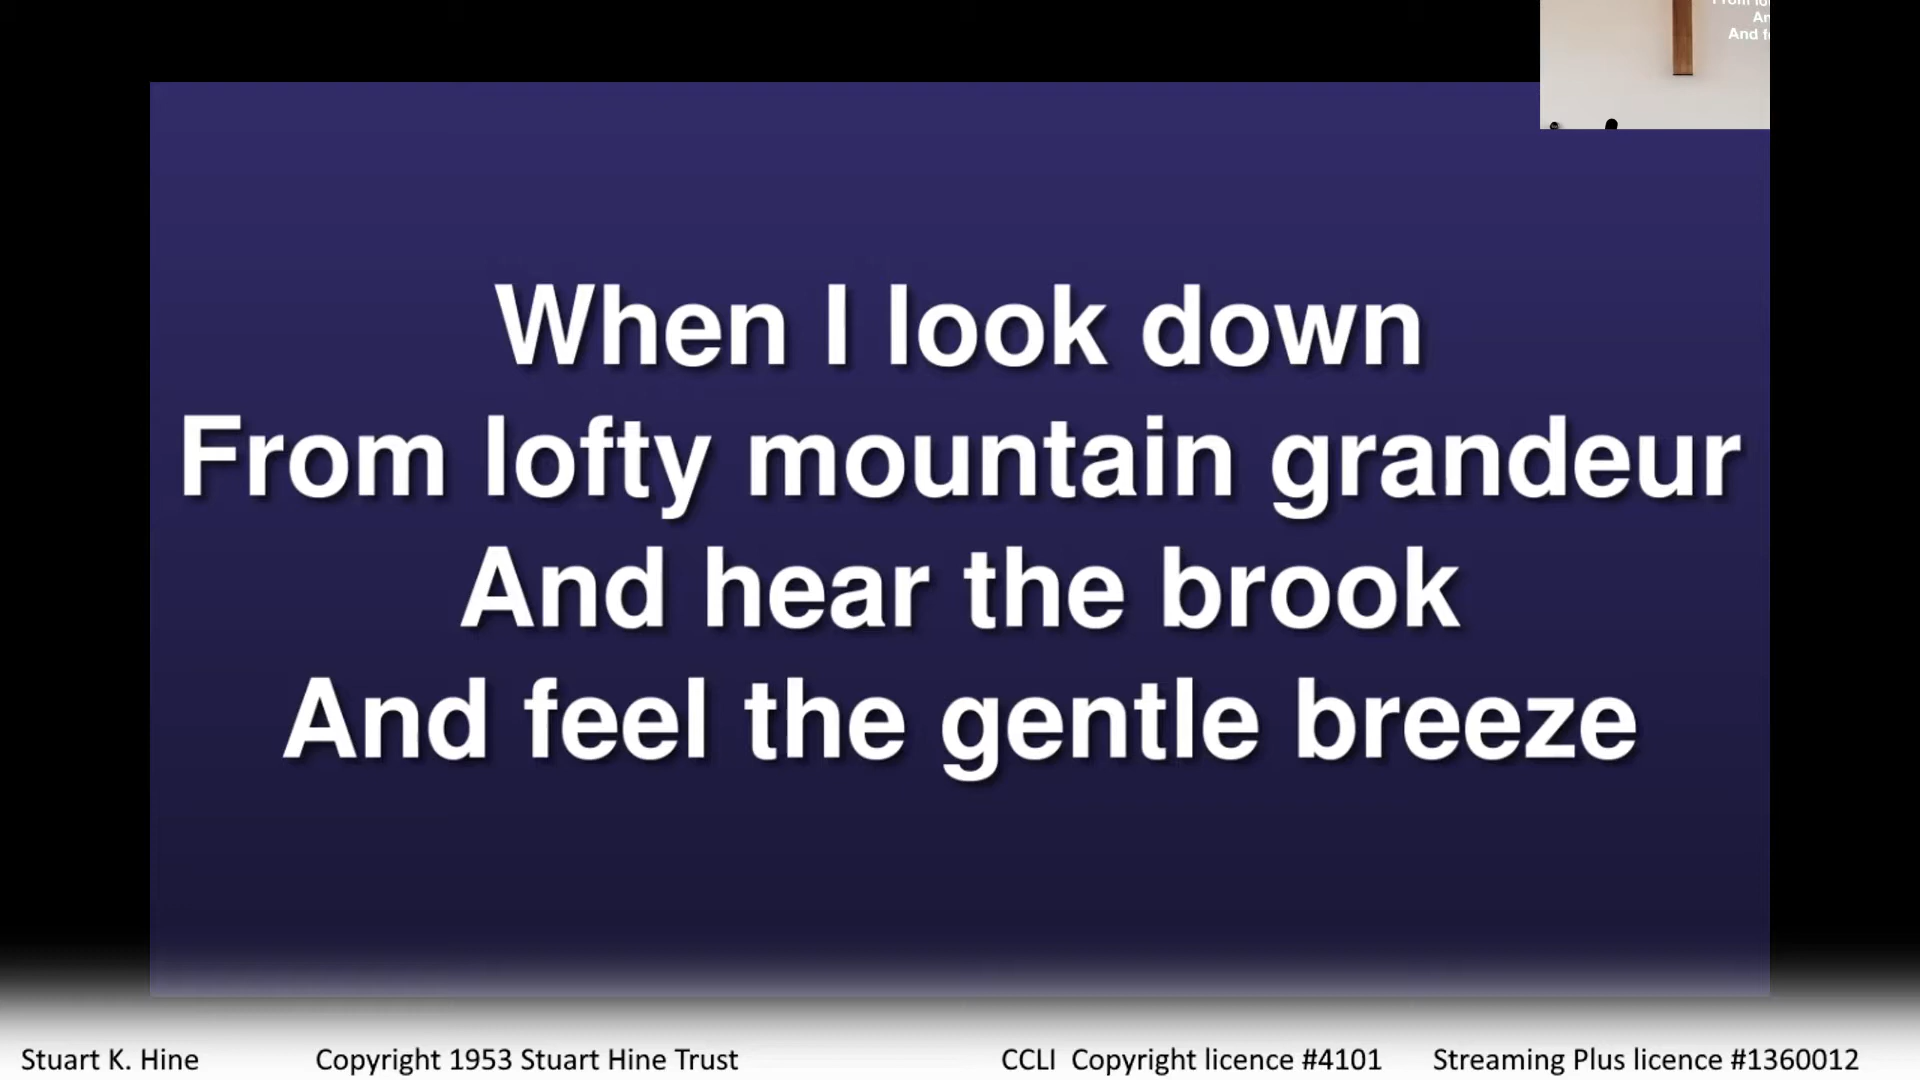 When I look down
From lofty mountain grandeur
And hear the brook
And feel the gentle breeze
Stuart K. Hine
Copyright 1953 Stuart Hine Trust
CCLI Copyright licence #4101
Streaming Plus licence #1360012